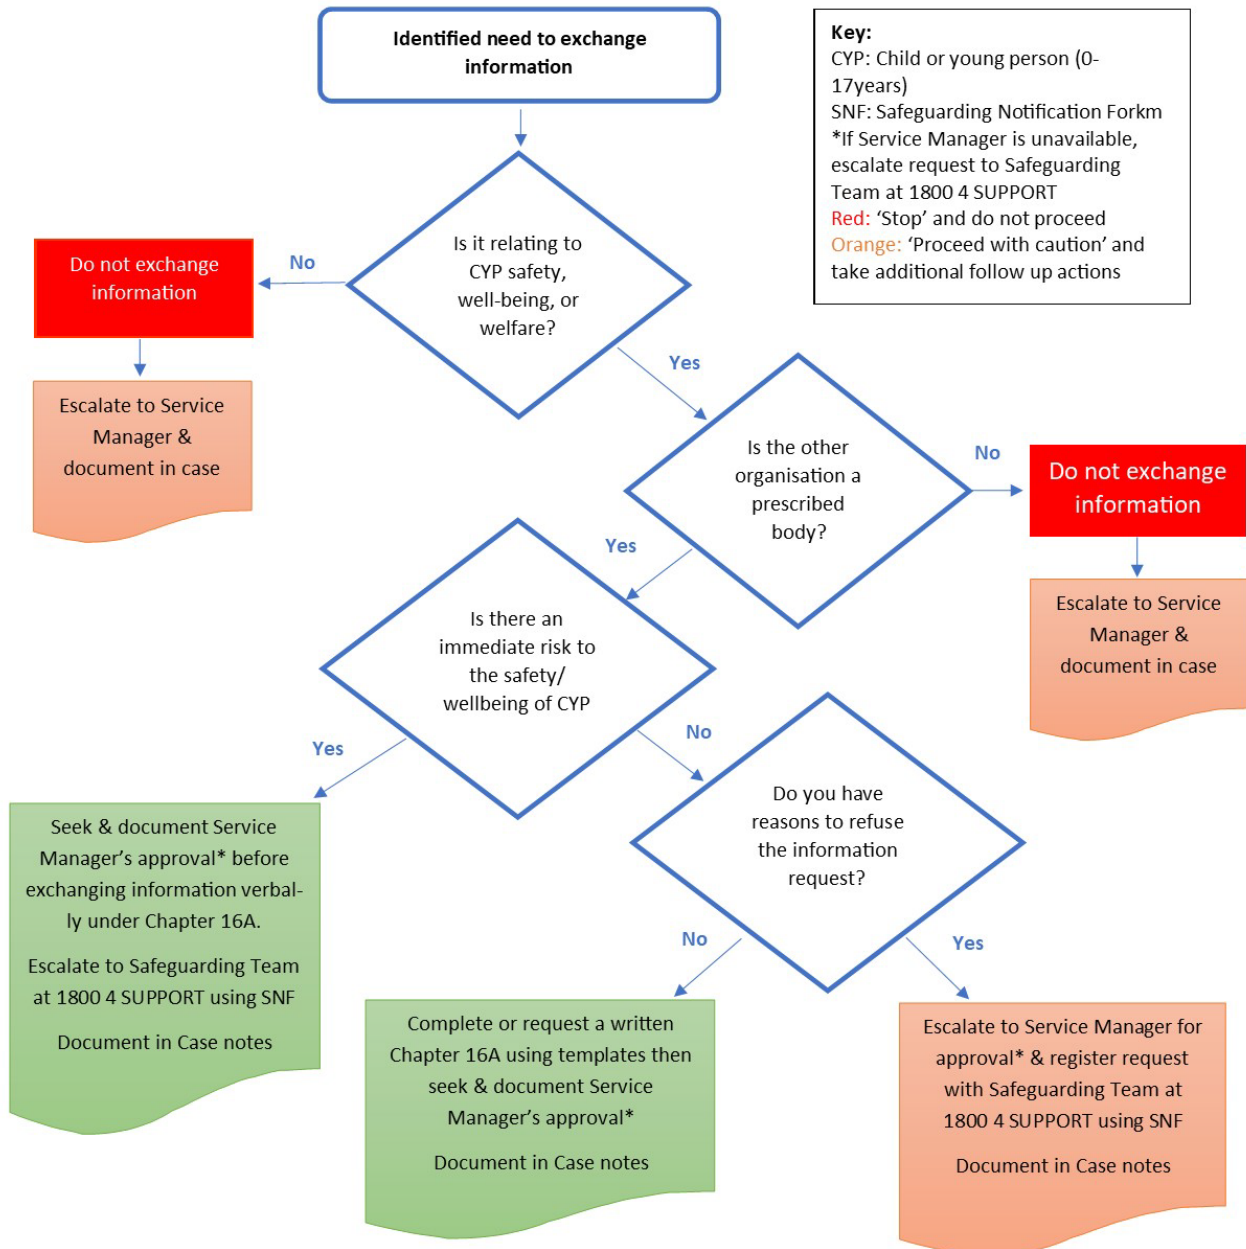 Identified need to exchange
information
Key:
CYP: Child or young person (0-
17years)
SNF: Safeguarding Notification Forkm
*If Service Manager is unavailable,
escalate request to Safeguarding
Team at 1800 4 SUPPORT
Red: ‘Stop’ and do not proceed
Orange: ‘Proceed with caution’ and
take additional follow up actions
Is it relating to
CYP safety,
well-being, or
welfare?
No
Do not exchange
information
Escalate to Service
Manager &
document in case
Yes
Is the other
organisation a
prescribed
body?
No
Do not exchange
information
Escalate to Service
Manager &
document in case
Yes
Is there an
immediate risk to
the safety/
wellbeing of CYP
Yes
Seek & document Service
Manager’s approval* before
exchanging information verbal-
ly under Chapter 16A.
Escalate to Safeguarding Team
at 1800 4 SUPPORT using SNF
Document in Case notes
No
Do you have
reasons to refuse
the information
request?
No
Complete or request a written
Chapter 16A using templates then
seek & document Service
Manager’s approval*
Document in Case notes
Yes
Escalate to Service Manager for
approval* & register request
with Safeguarding Team at
1800 4 SUPPORT using SNF
Document in Case notes